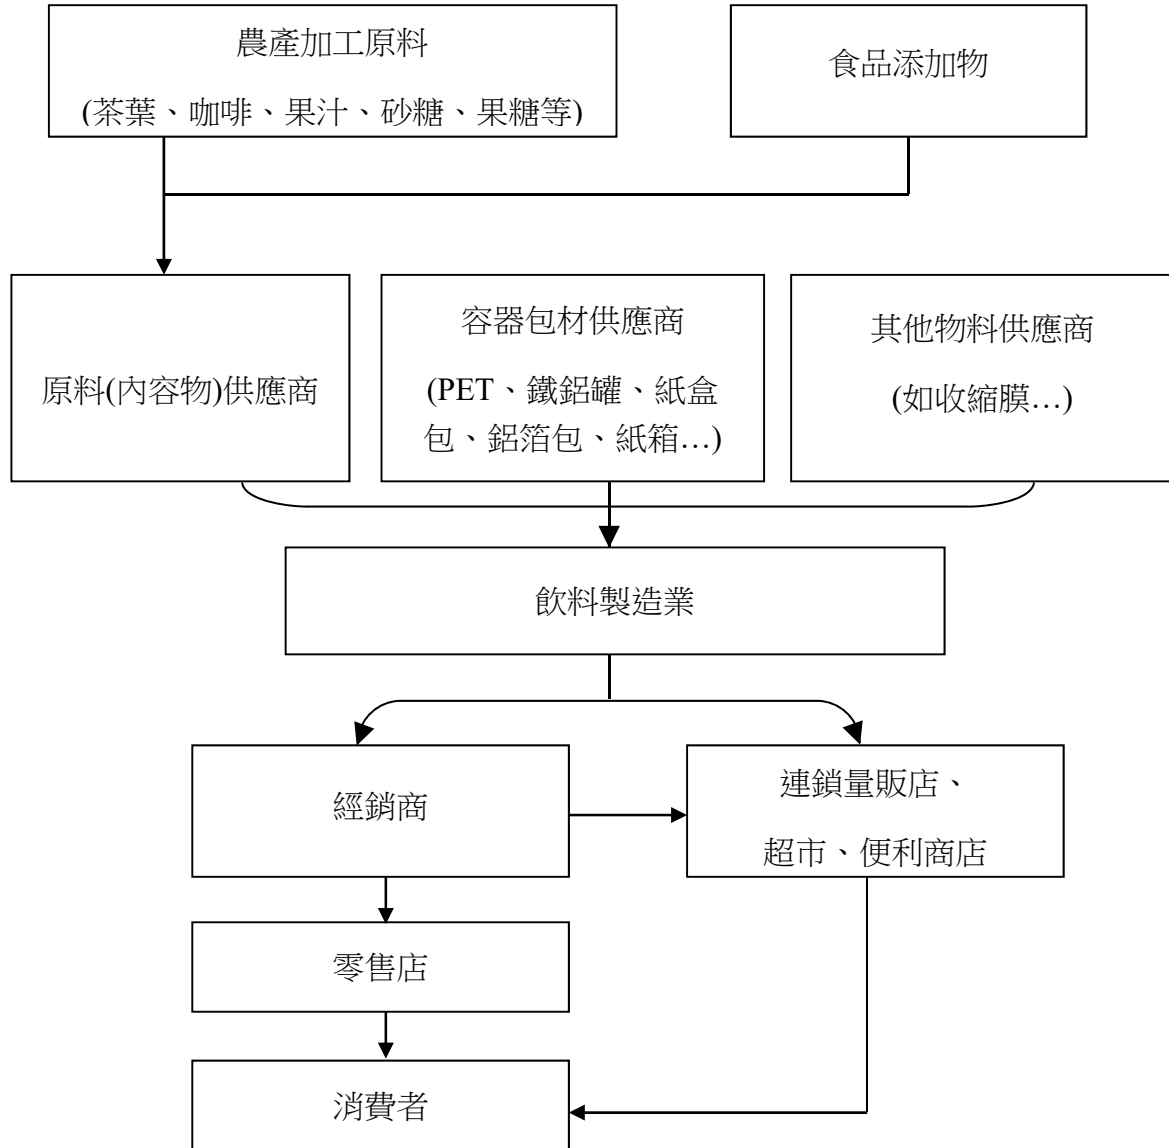 農產加工原料
(茶葉、咖啡、果汁、砂糖、果糖等)
食品添加物
原料(內容物)供應商
容器包材供應商
(PET、鐵鋁罐、紙盒
包、鋁箔包、紙箱…)
其他物料供應商
(如收縮膜…)
飲料製造業
經銷商
連鎖量販店、
超市、便利商店
零售店
消費者